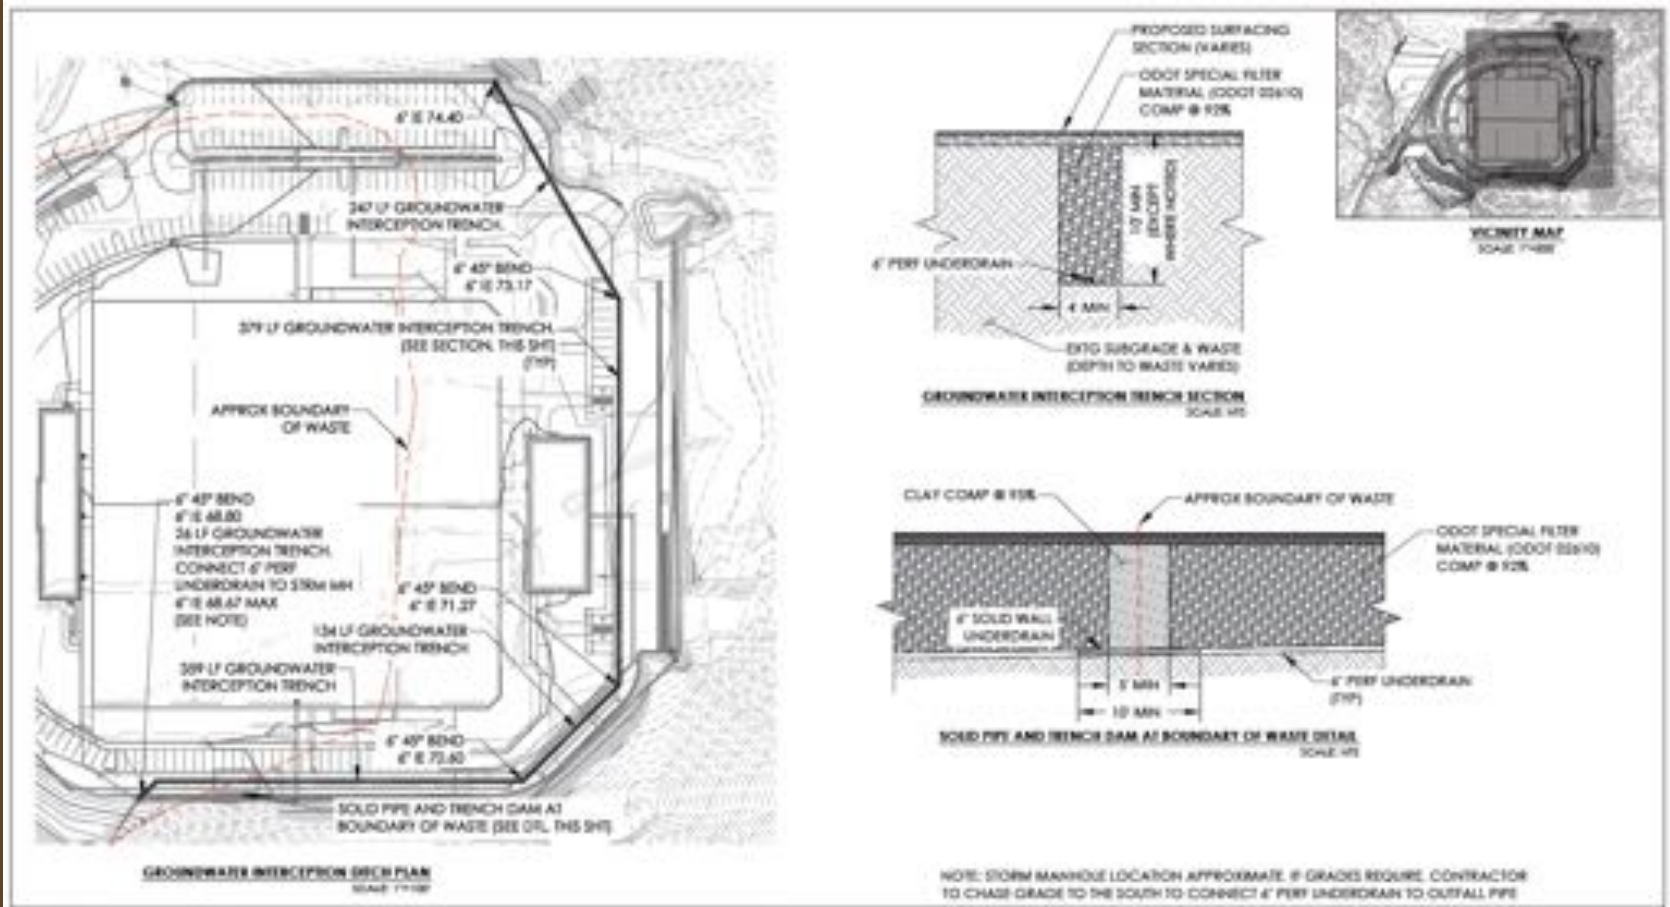 6" IE 74.40
247 LF GROUNDWATER
INTERCEPTION TRENCH.
6" 45° BEND
6" IE 73.17
379 LF GROUNDWATER INTERCEPTION TRENCH.
(SEE SECTION, THIS SHT)
(TYP)
APPROX BOUNDARY
OF WASTE
6" 45° BEND
6" IE 68.80
26 LF GROUNDWATER
INTERCEPTION TRENCH.
CONNECT 6" PERF
UNDERDRAIN TO STRM MH
6" IE 68.67 MAX
(SEE NOTE)
6" 45° BEND
6" IE 71.27
134 LF GROUNDWATER
INTERCEPTION TRENCH
389 LF GROUNDWATER
INTERCEPTION TRENCH
6" 45° BEND
6" IE 70.60
SOLID PIPE AND TRENCH DAM AT
BOUNDARY OF WASTE (SEE DTL, THIS SHT)
GROUNDWATER INTERCEPTION DITCH PLAN
PROPOSED SURFACING
SECTION (VARIES)
ODOT SPECIAL FILTER
MATERIAL (ODOT 02610)
COMP @ 92%
10' MIN
(EXCEPT
WHERE NOTED)
6" PERF UNDERDRAIN
4' MIN
EXTG SUBGRADE & WASTE
(DEPTH TO WASTE VARIES)
GROUNDWATER INTERCEPTION TRENCH SECTION
SCALE: NTS
VICINITY MAP
CLAY COMP @ 95%
APPROX BOUNDARY OF WASTE
ODOT SPECIAL FILTER
MATERIAL (ODOT 02610)
COMP @ 92%
6" SOLID WALL
UNDERDRAIN
5' MIN
10' MIN
6" PERF UNDERDRAIN
(TYP)
SOLID PIPE AND TRENCH DAM AT BOUNDARY OF WASTE DETAIL
SCALE: NTS
NOTE: STORM MANHOLE LOCATION APPROXIMATE. IF GRADES REQUIRE, CONTRACTOR
TO CHASE GRADE TO THE SOUTH TO CONNECT 6" PERF UNDERDRAIN TO OUTFALL PIPE